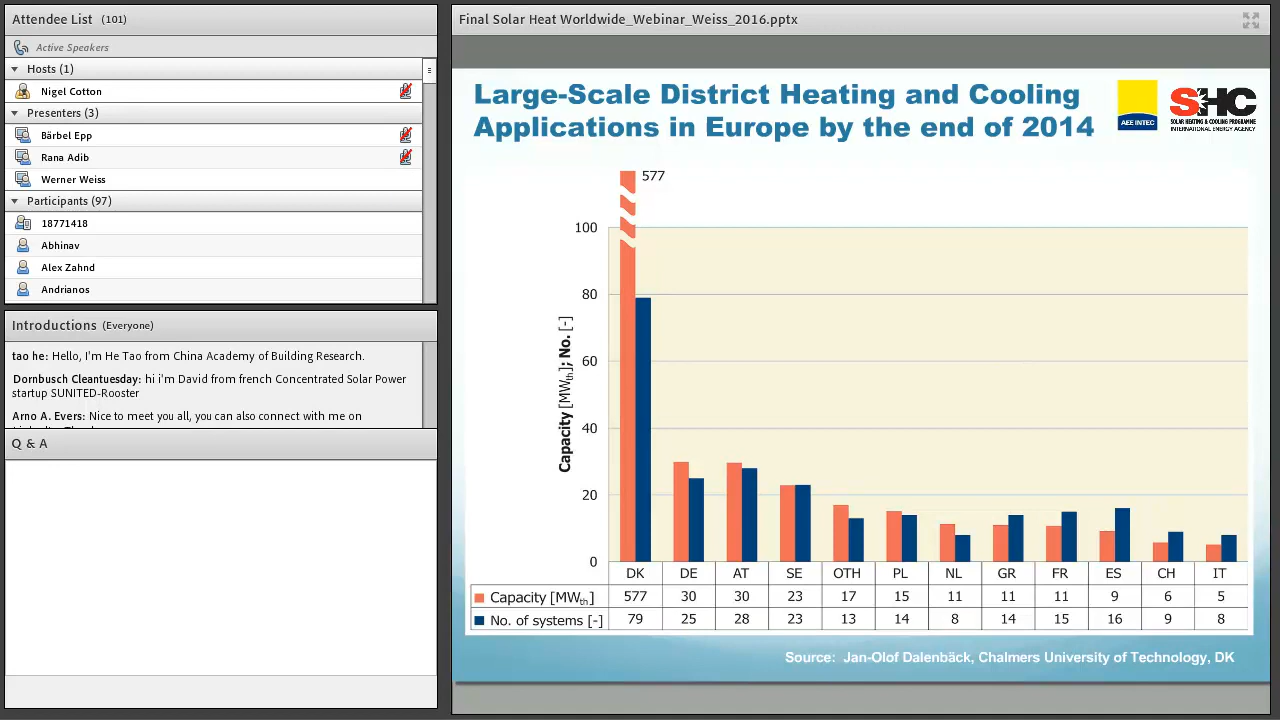 Attendee List (101)
Active Speakers
Hosts (1)
Nigel Cotton
Presenters (3)
Bärbel Epp
Rana Adib
Werner Weiss
Participants (97)
18771418
Abhinav
Alex Zahnd
Andrianos
Introductions (Everyone)
tao he: Hello, I'm He Tao from China Academy of Building Research.
Dornbusch Cleantuesday: hi i'm David from french Concentrated Solar Power
startup SUNITED-Rooster
Arno A. Evers: Nice to meet you all, you can also connect with me on
Q & A
Final Solar Heat Worldwide_Webinar_Weiss_2016.pptx
Large-Scale District Heating and Cooling
Applications in Europe by the end of 2014
AEE INTEC
SHC
SOLAR HEATING & COOLING PROGRAMME
INTERNATIONAL ENERGY AGENCY
577
Capacity [MWth]; No. [-]
100
80
60
40
20
0
DK DE AT SE OTH PL NL GR FR ES CH IT
Capacity [MWth] 577 30 30 23 17 15 11 11 11 9 6 5
No. of systems [-] 79 25 28 23 13 14 8 14 15 16 9 8
Source: Jan-Olof Dalenbäck, Chalmers University of Technology, DK